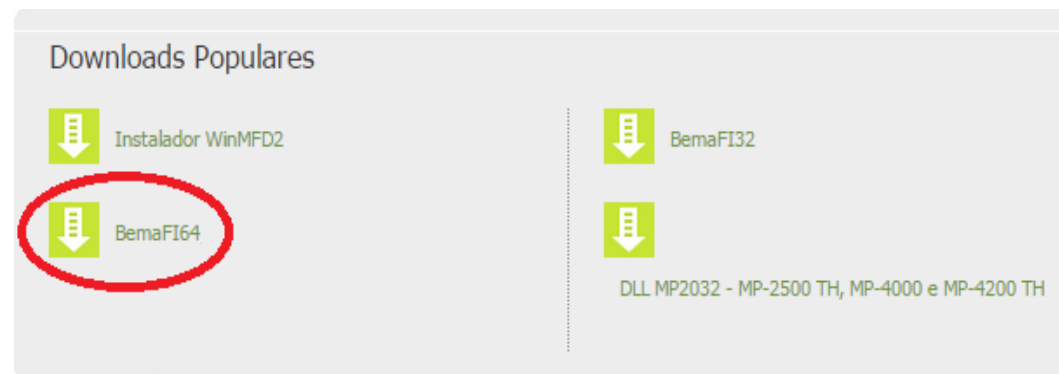 Downloads Populares
Instalador WinMFD2
BemaFI32
BemaFI64
DLL MP2032 - MP-2500 TH, MP-4000 e MP-4200 TH